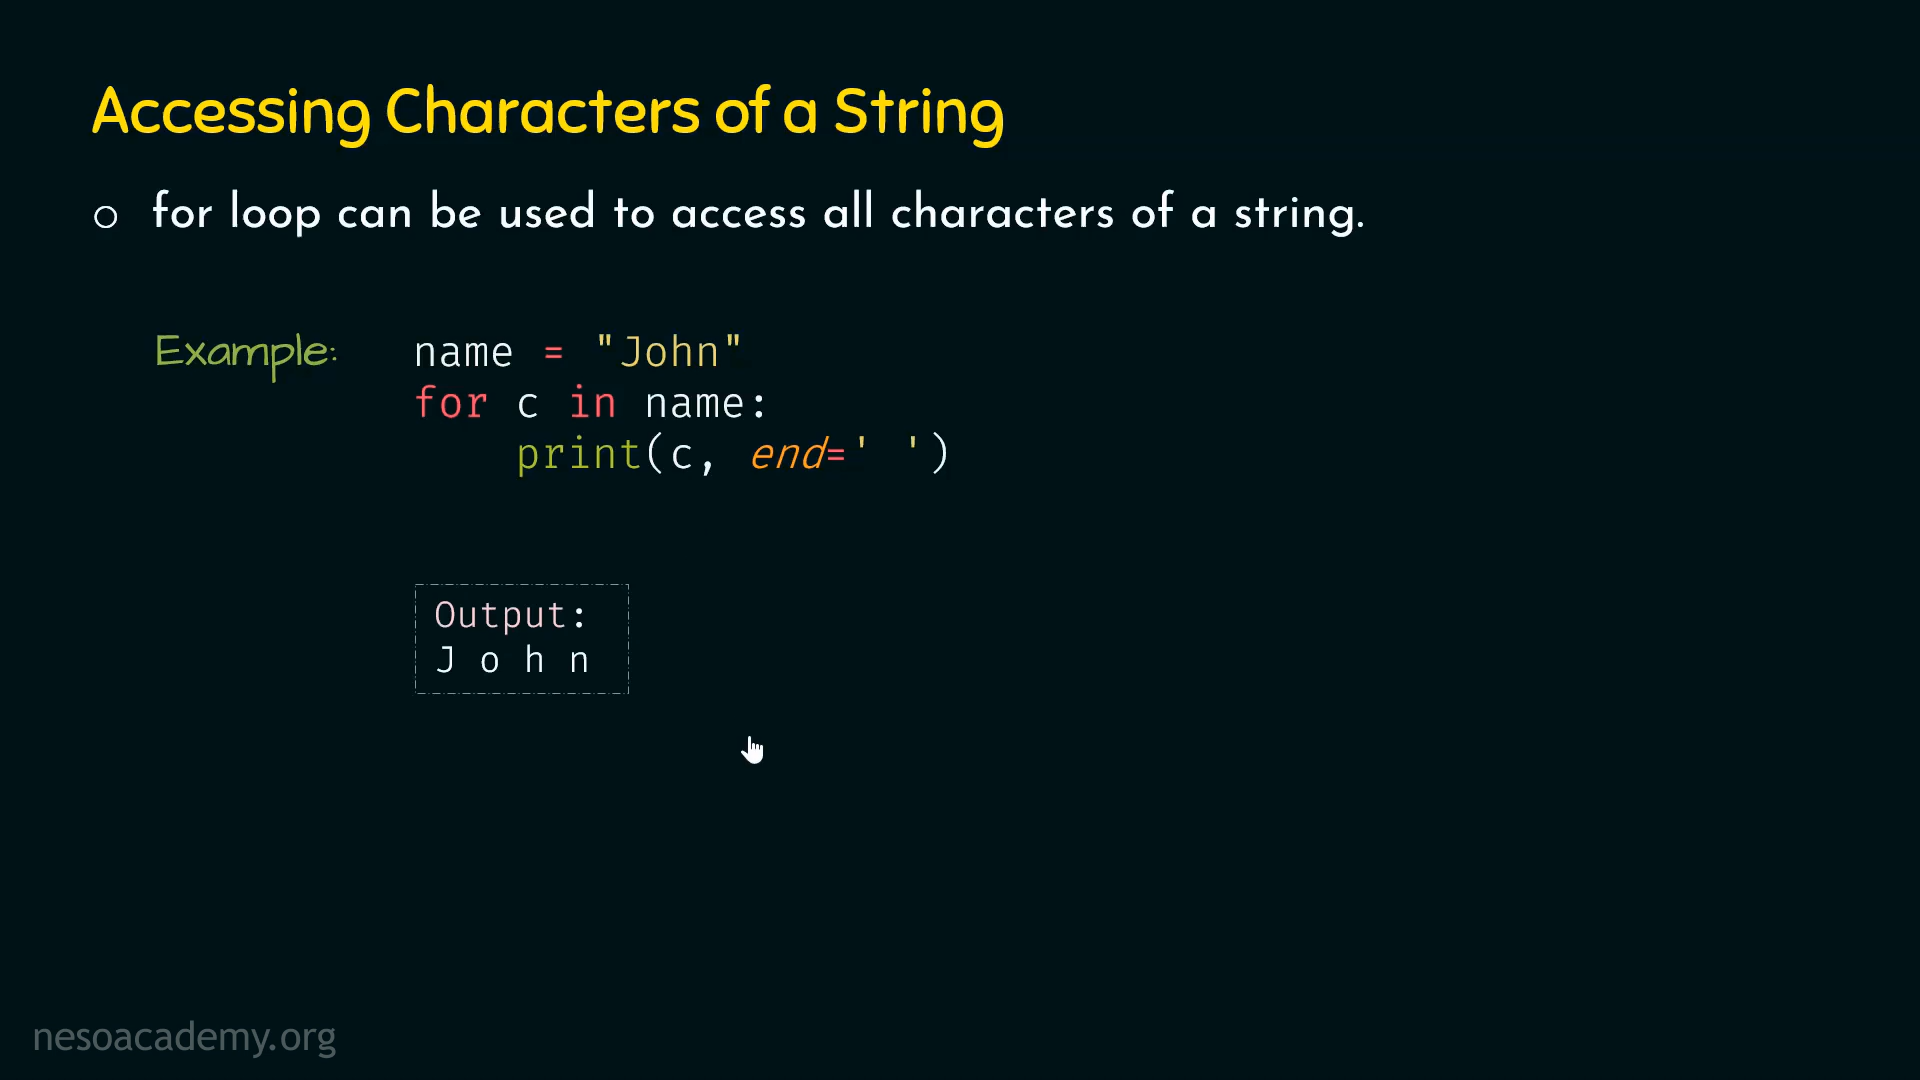 Accessing Characters of a String
○ for loop can be used to access all characters of a string.
Example:
name = "John"
for c in name:
    print(c, end=' ')
Output:
J o h n
nesoacademy.org